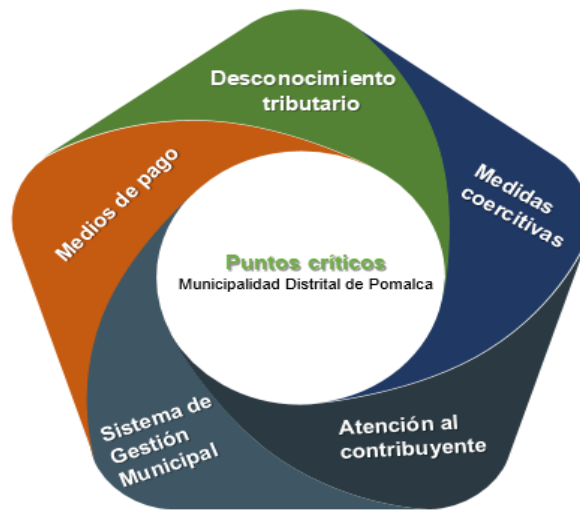 Desconocimiento
tributario
Medidas
coercitivas
Medios de pago
Puntos críticos
Municipalidad Distrital de Pomalca
Sistema de
Gestión
Municipal
Atención al
contribuyente